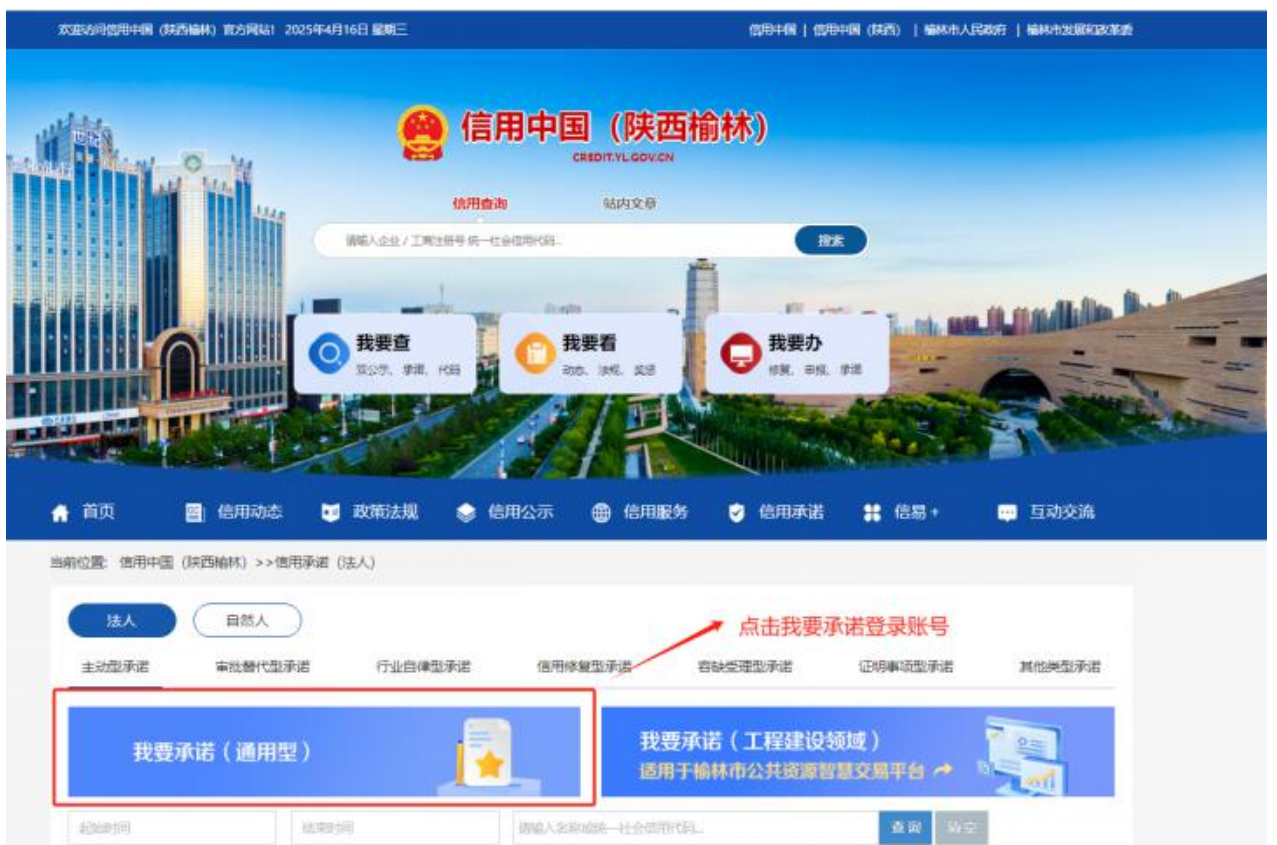 欢迎访问信用中国（陕西榆林）官方网站！ 2025年4月16日 星期三
信用中国 | 信用中国（陕西） | 榆林市人民政府 | 榆林市发展和改革委
世纪
信用中国（陕西榆林）
CREDIT.YL.GOV.CN
信用查询 站内文章
请输入企业 / 工商注册号 统一社会信用代码... 搜索
我要查 我要看 我要办
双公示、承诺、代码 动态、法规、奖惩 修复、申报、承诺
首页 信用动态 政策法规 信用公示 信用服务 信用承诺 信易+ 互动交流
当前位置: 信用中国（陕西榆林）>>信用承诺（法人）
法人 自然人
点击我要承诺登录账号
主动型承诺 审批替代型承诺 行业自律型承诺 信用修复型承诺 容缺受理型承诺 证明事项型承诺 其他类型承诺
我要承诺（通用型）
我要承诺（工程建设领域）
适用于榆林市公共资源智慧交易平台
起始时间 结束时间 请输入名称或统一社会信用代码... 查询 清空